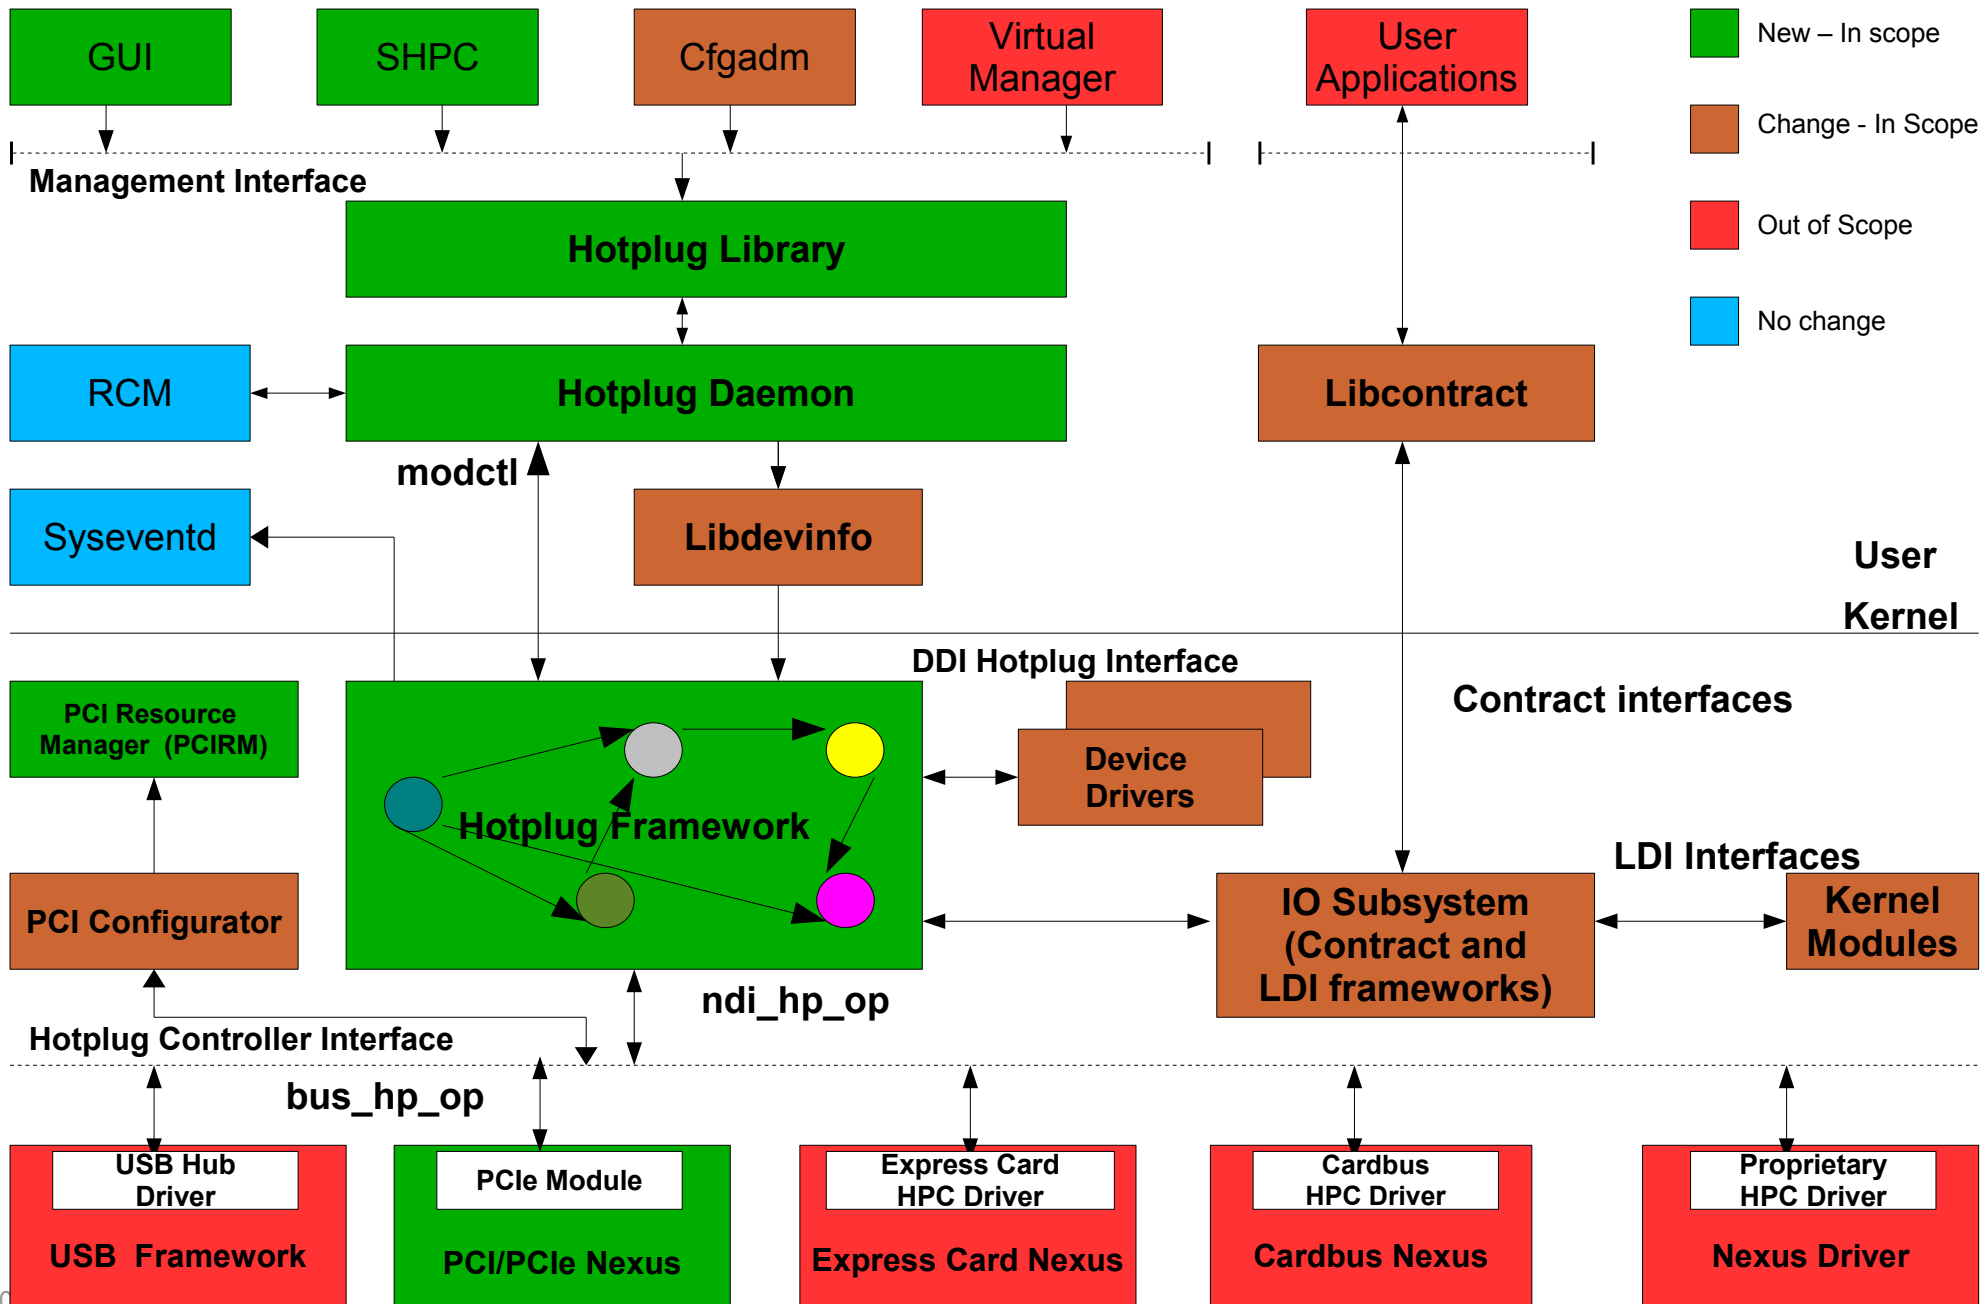 GUI
SHPC
Cfgadm
Virtual
Manager
User
Applications
New – In scope
Change - In Scope
Out of Scope
No change
Management Interface
Hotplug Library
RCM
Hotplug Daemon
Libcontract
modctl
Syseventd
Libdevinfo
User
Kernel
DDI Hotplug Interface
PCI Resource
Manager (PCIRM)
Contract interfaces
Device
Drivers
Hotplug Framework
LDI Interfaces
PCI Configurator
IO Subsystem
(Contract and
LDI frameworks)
Kernel
Modules
ndi_hp_op
Hotplug Controller Interface
bus_hp_op
USB Hub
Driver
USB Framework
PCIe Module
PCI/PCIe Nexus
Express Card
HPC Driver
Express Card Nexus
Cardbus
HPC Driver
Cardbus Nexus
Proprietary
HPC Driver
Nexus Driver